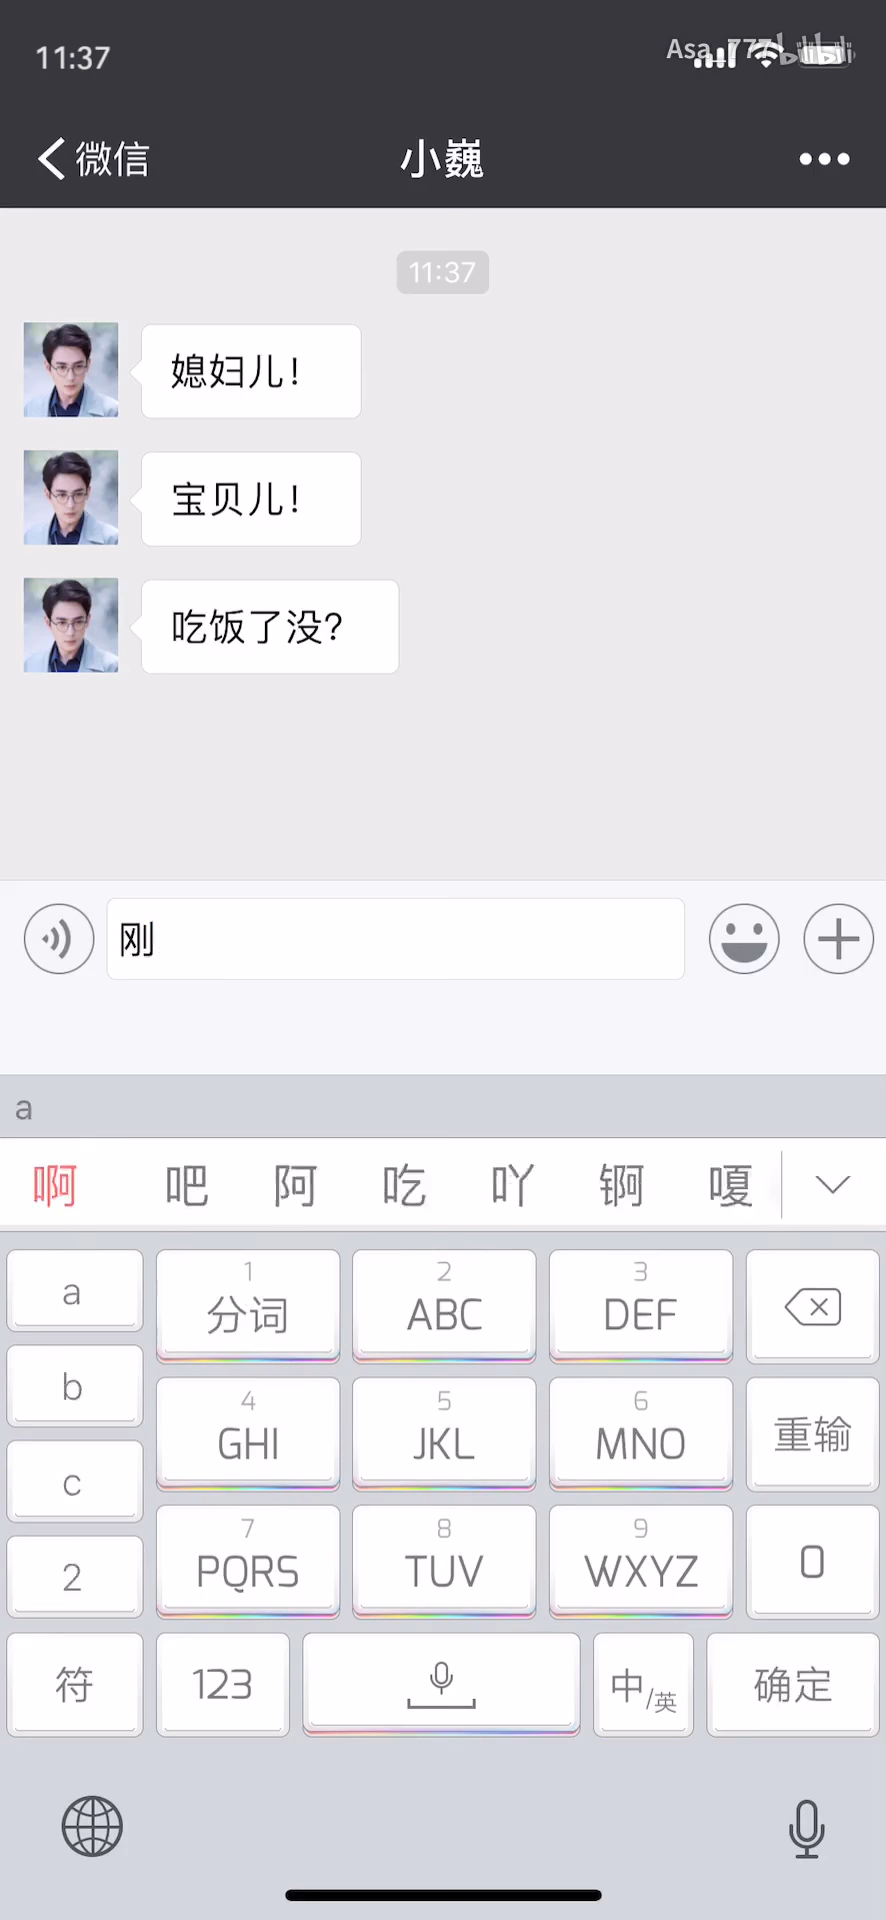 11:37
Asa_777 bilibili
微信
小巍
11:37
媳妇儿!
宝贝儿!
吃饭了没?
刚
a
啊 吧 阿 吃 吖 锕 嗄
a
1
分词
2
ABC
3
DEF
b
4
GHI
5
JKL
6
MNO
重输
c
7
PQRS
8
TUV
9
WXYZ
0
2
符
123
中/英
确定